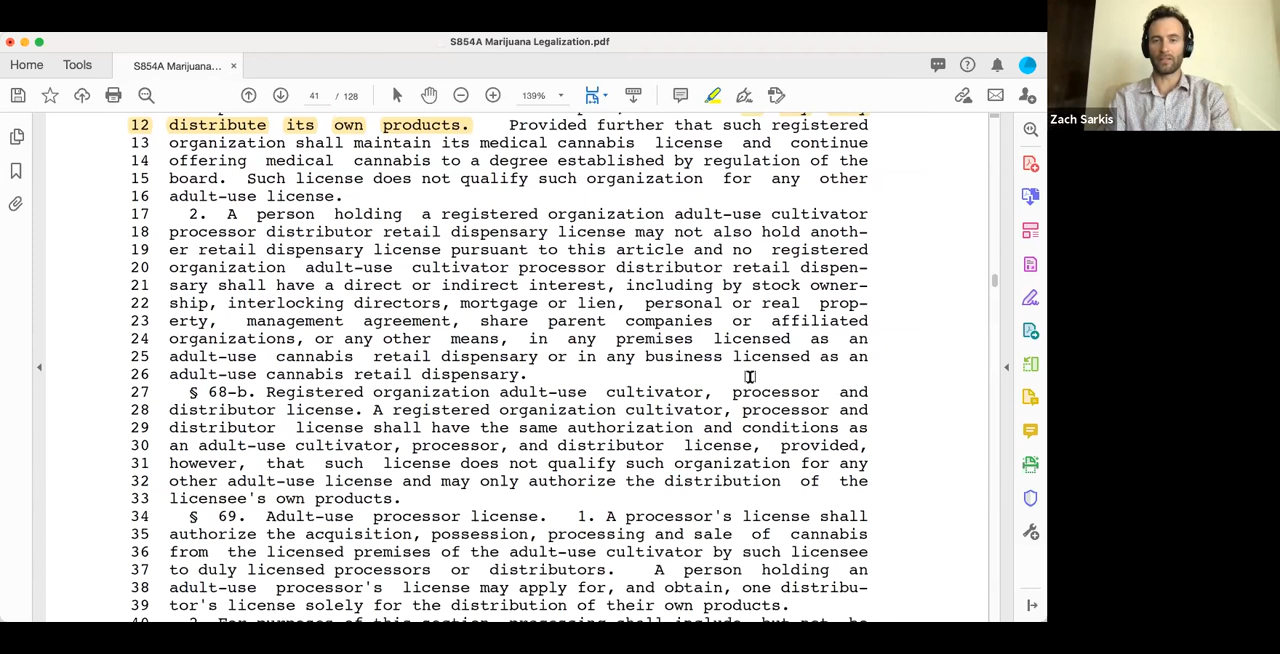 S854A Marijuana Legalization.pdf
Home Tools S854A Marijuana... ×
41 / 128 139%
Zach Sarkis
12 distribute its own products. Provided further that such registered
13 organization shall maintain its medical cannabis license and continue
14 offering medical cannabis to a degree established by regulation of the
15 board. Such license does not qualify such organization for any other
16 adult-use license.
17 2. A person holding a registered organization adult-use cultivator
18 processor distributor retail dispensary license may not also hold anoth-
19 er retail dispensary license pursuant to this article and no registered
20 organization adult-use cultivator processor distributor retail dispen-
21 sary shall have a direct or indirect interest, including by stock owner-
22 ship, interlocking directors, mortgage or lien, personal or real prop-
23 erty, management agreement, share parent companies or affiliated
24 organizations, or any other means, in any premises licensed as an
25 adult-use cannabis retail dispensary or in any business licensed as an
26 adult-use cannabis retail dispensary.
27 § 68-b. Registered organization adult-use cultivator, processor and
28 distributor license. A registered organization cultivator, processor and
29 distributor license shall have the same authorization and conditions as
30 an adult-use cultivator, processor, and distributor license, provided,
31 however, that such license does not qualify such organization for any
32 other adult-use license and may only authorize the distribution of the
33 licensee's own products.
34 § 69. Adult-use processor license. 1. A processor's license shall
35 authorize the acquisition, possession, processing and sale of cannabis
36 from the licensed premises of the adult-use cultivator by such licensee
37 to duly licensed processors or distributors. A person holding an
38 adult-use processor's license may apply for, and obtain, one distribu-
39 tor's license solely for the distribution of their own products.